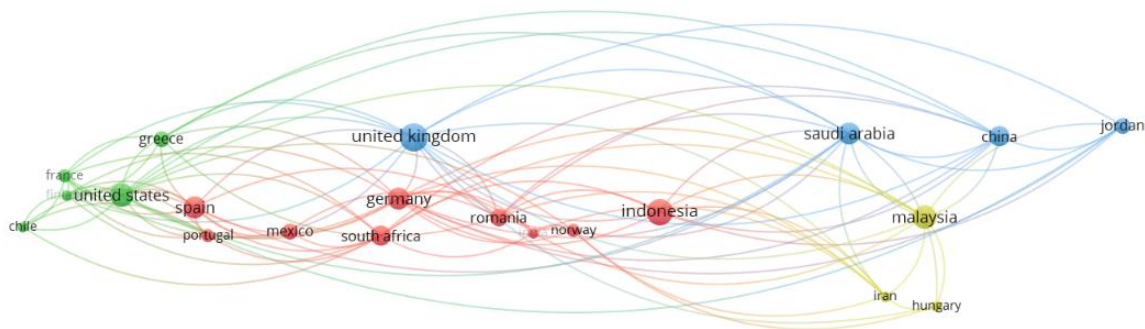 greece
united kingdom
saudi arabia
china
jordan
france
united states
spain
germany
romania
indonesia
malaysia
chile
portugal
mexico
south africa
norway
iran
hungary